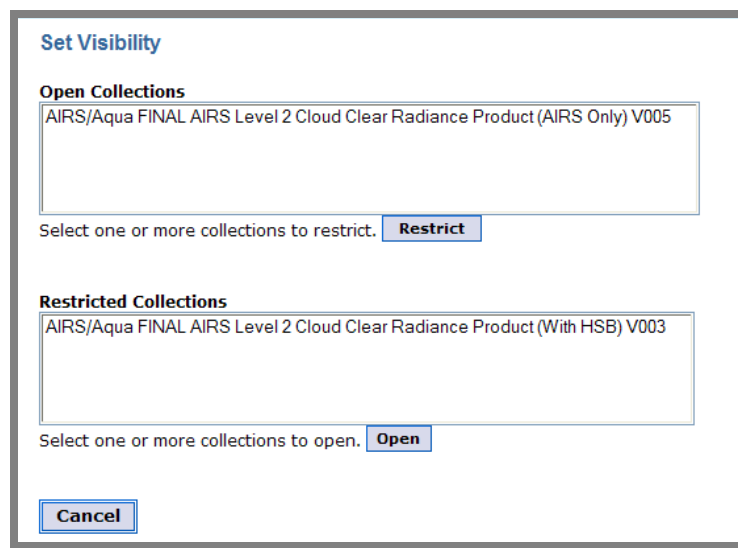 Set Visibility
Open Collections
AIRS/Aqua FINAL AIRS Level 2 Cloud Clear Radiance Product (AIRS Only) V005
Select one or more collections to restrict. Restrict
Restricted Collections
AIRS/Aqua FINAL AIRS Level 2 Cloud Clear Radiance Product (With HSB) V003
Select one or more collections to open. Open
Cancel